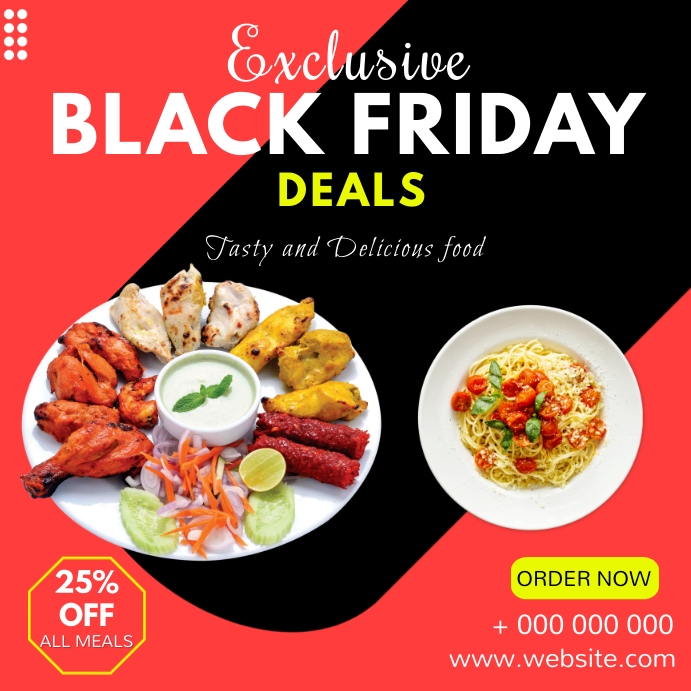 Exclusive
BLACK FRIDAY
DEALS
Tasty and Delicious food
25%
OFF
ALL MEALS
ORDER NOW
+ 000 000 000
www.website.com